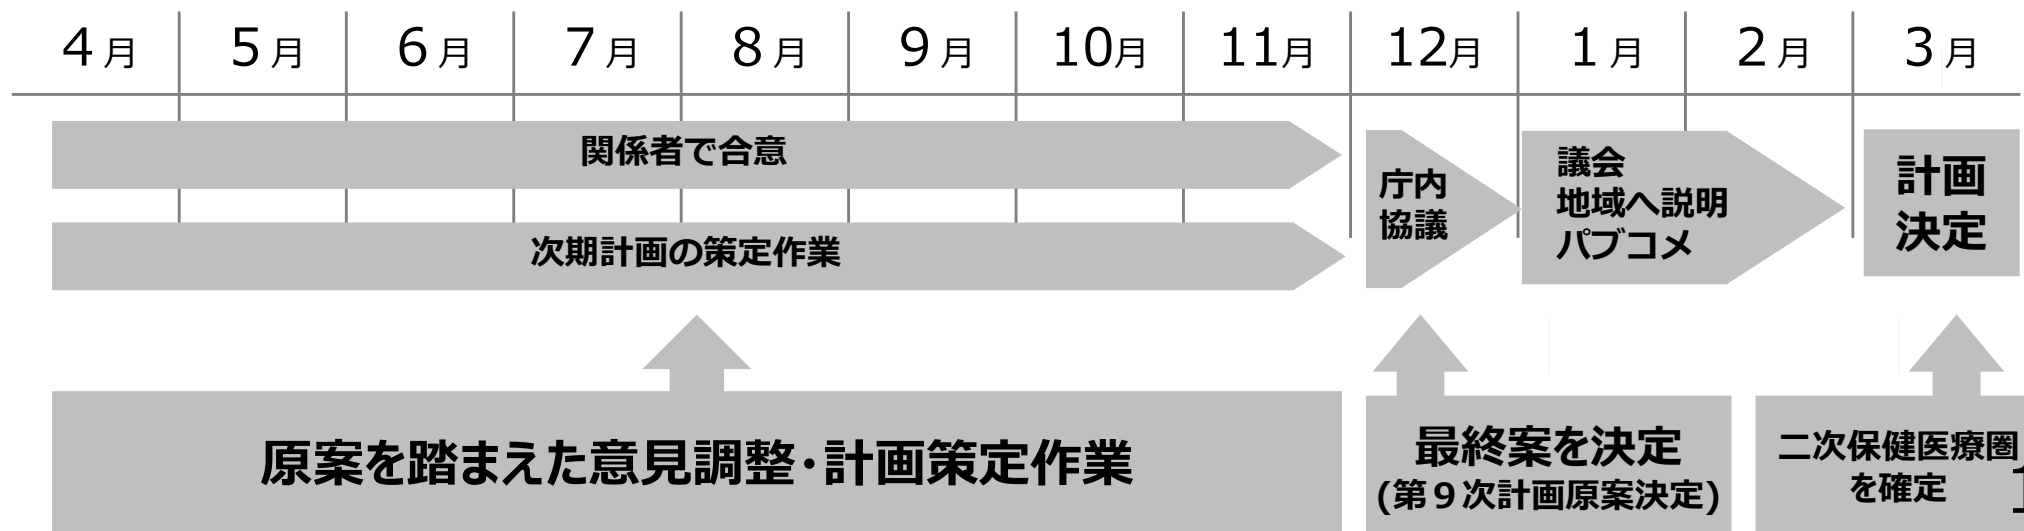 4月 5月 6月 7月 8月 9月 10月 11月 12月 1月 2月 3月
関係者で合意
次期計画の策定作業
庁内
協議
議会
地域へ説明
パブコメ
計画
決定
原案を踏まえた意見調整・計画策定作業
最終案を決定
(第９次計画原案決定)
二次保健医療圏
を確定